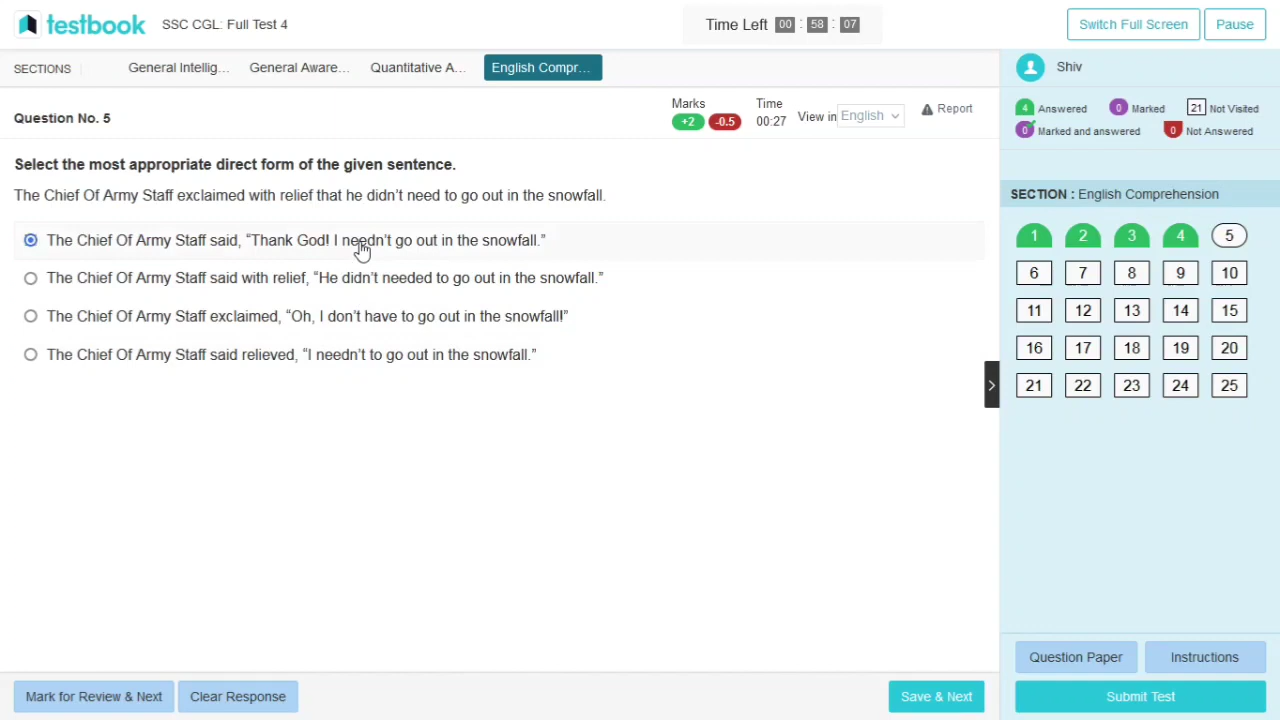 testbook
SSC CGL: Full Test 4
Time Left 00 : 58 : 07
Switch Full Screen
Pause
SECTIONS
General Intellig...
General Aware...
Quantitative A...
English Compr...
Shiv
Question No. 5
Marks
+2 -0.5
Time
00:27
View in English
Report
4 Answered
0 Marked
21 Not Visited
0 Marked and answered
0 Not Answered
Select the most appropriate direct form of the given sentence.
The Chief Of Army Staff exclaimed with relief that he didn’t need to go out in the snowfall.
The Chief Of Army Staff said, “Thank God! I needn’t go out in the snowfall.”
The Chief Of Army Staff said with relief, “He didn’t needed to go out in the snowfall.”
The Chief Of Army Staff exclaimed, “Oh, I don’t have to go out in the snowfall!”
The Chief Of Army Staff said relieved, “I needn’t to go out in the snowfall.”
SECTION : English Comprehension
1 2 3 4 5
6 7 8 9 10
11 12 13 14 15
16 17 18 19 20
21 22 23 24 25
Question Paper
Instructions
Mark for Review & Next
Clear Response
Save & Next
Submit Test